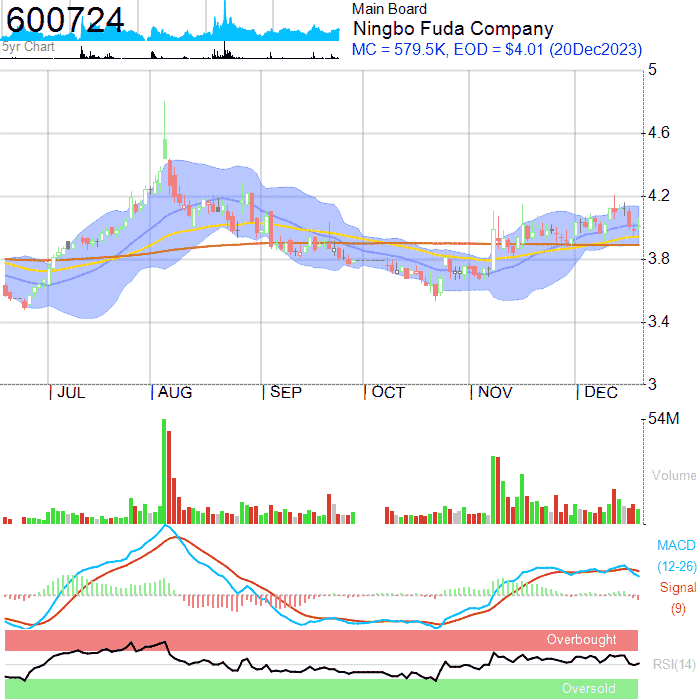 600724
5yr Chart
Main Board
Ningbo Fuda Company
MC = 579.5K, EOD = $4.01 (20Dec2023)
5
4.6
4.2
3.8
3.4
3
JUL AUG SEP OCT NOV DEC
54M
Volume
MACD
(12-26)
Signal
(9)
Overbought
RSI(14)
Oversold